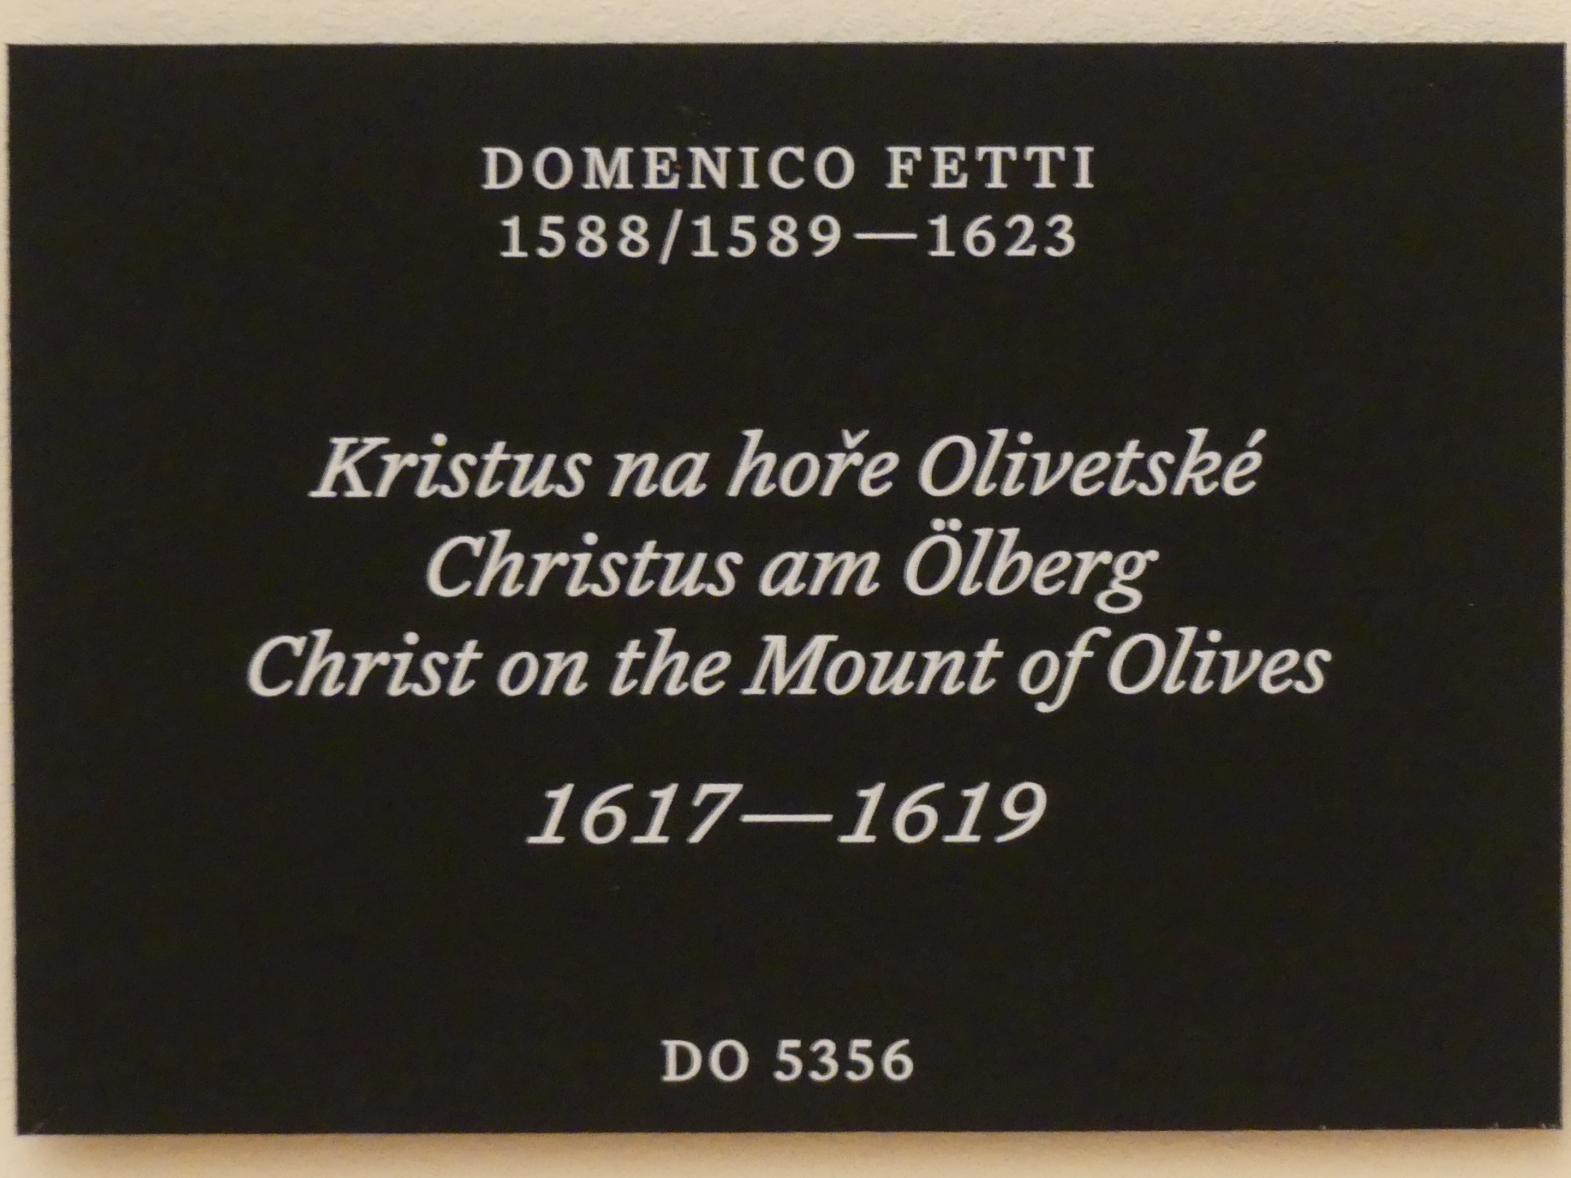 DOMENICO FETTI
1588/1589—1623
Kristus na hoře Olivetské
Christus am Ölberg
Christ on the Mount of Olives
1617—1619
DO 5356